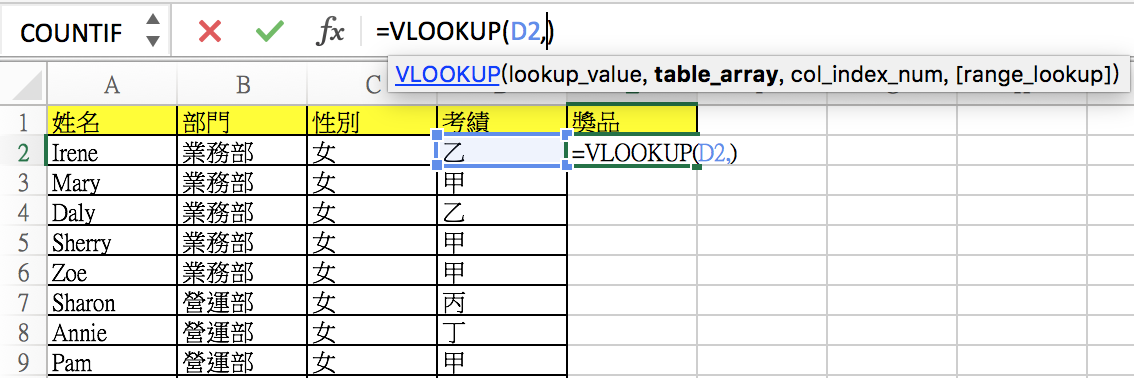 COUNTIF fx =VLOOKUP(D2,)
VLOOKUP(lookup_value, table_array, col_index_num, [range_lookup])
A B C
1 姓名 部門 性別 考績 獎品
2 Irene 業務部 女 乙 =VLOOKUP(D2,)
3 Mary 業務部 女 甲
4 Daly 業務部 女 乙
5 Sherry 業務部 女 甲
6 Zoe 業務部 女 甲
7 Sharon 營運部 女 丙
8 Annie 營運部 女 丁
9 Pam 營運部 女 甲